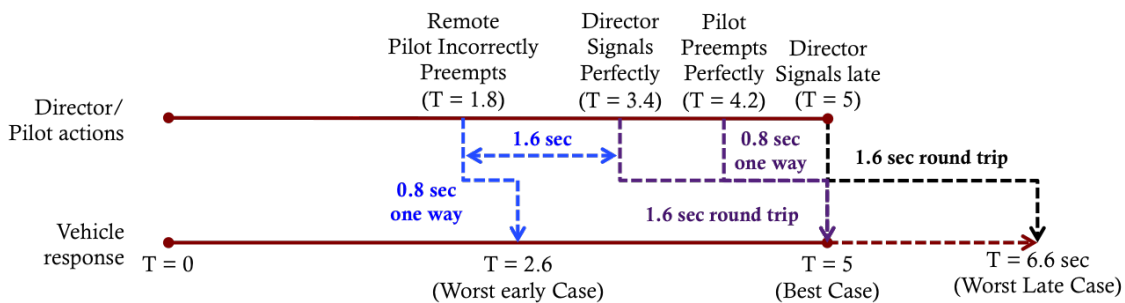 Remote
Pilot Incorrectly
Preempts
(T = 1.8)
Director
Signals
Perfectly
(T = 3.4)
Pilot
Preempts
Perfectly
(T = 4.2)
Director
Signals late
(T = 5)
Director/
Pilot actions
1.6 sec
0.8 sec
one way
1.6 sec round trip
0.8 sec
one way
1.6 sec round trip
Vehicle
response
T = 0
T = 2.6
(Worst early Case)
T = 5
(Best Case)
T = 6.6 sec
(Worst Late Case)